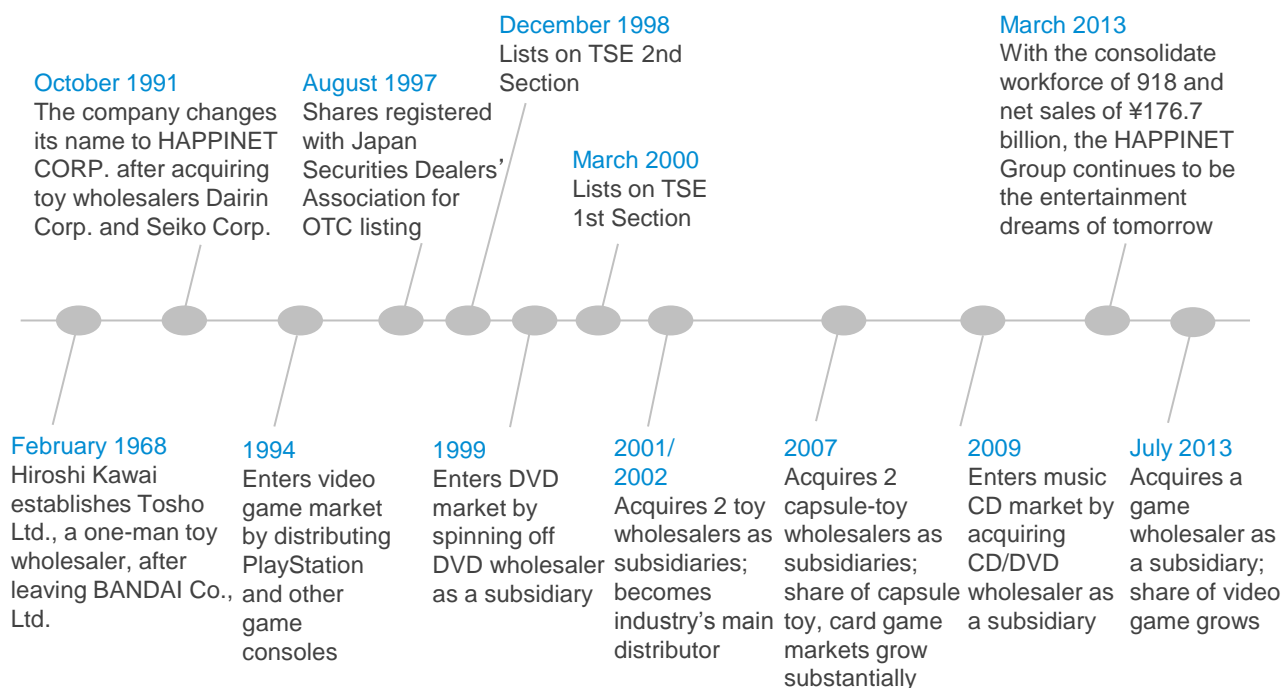 December 1998
Lists on TSE 2nd
Section
March 2013
With the consolidate
workforce of 918 and
net sales of ¥176.7
billion, the HAPPINET
Group continues to be
the entertainment
dreams of tomorrow
October 1991
The company changes
its name to HAPPINET
CORP. after acquiring
toy wholesalers Dairin
Corp. and Seiko Corp.
August 1997
Shares registered
with Japan
Securities Dealers’
Association for
OTC listing
March 2000
Lists on TSE
1st Section
February 1968
Hiroshi Kawai
establishes Tosho
Ltd., a one-man toy
wholesaler, after
leaving BANDAI Co.,
Ltd.
1994
Enters video
game market
by distributing
PlayStation
and other
game
consoles
1999
Enters DVD
market by
spinning off
DVD wholesaler
as a subsidiary
2001/
2002
Acquires 2 toy
wholesalers as
subsidiaries;
becomes
industry’s main
distributor
2007
Acquires 2
capsule-toy
wholesalers as
subsidiaries;
share of capsule
toy, card game
markets grow
substantially
2009
Enters music
CD market by
acquiring
CD/DVD
wholesaler as
a subsidiary
July 2013
Acquires a
game
wholesaler as
a subsidiary;
share of video
game grows